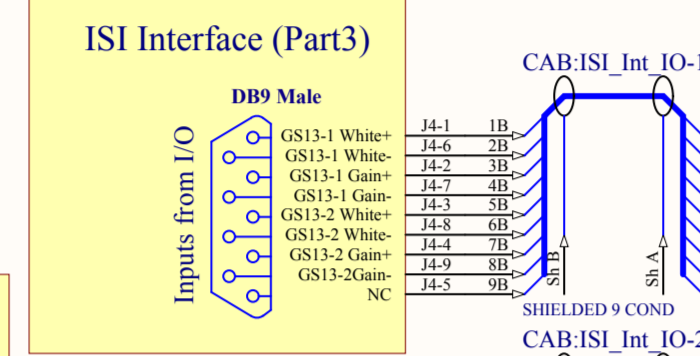 ISI Interface (Part3)
CAB:ISI_Int_IO-1
DB9 Male
Inputs from I/O
GS13-1 White+ J4-1 1B
GS13-1 White- J4-6 2B
GS13-1 Gain+ J4-2 3B
GS13-1 Gain- J4-7 4B
GS13-2 White+ J4-3 5B
GS13-2 White- J4-8 6B
GS13-2 Gain+ J4-4 7B
GS13-2Gain- J4-9 8B
NC J4-5 9B
Sh B
Sh A
SHIELDED 9 COND
CAB:ISI_Int_IO-2